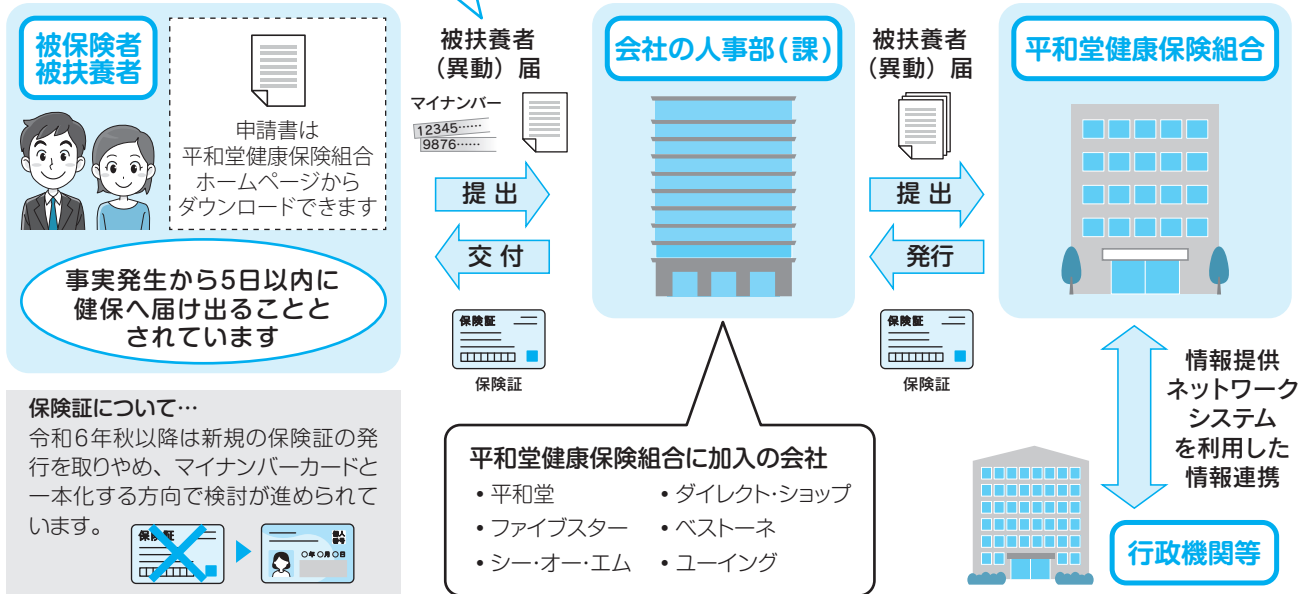 被保険者
被扶養者
申請書は
平和堂健康保険組合
ホームページから
ダウンロードできます
事実発生から5日以内に
健保へ届け出ることと
されています
被扶養者
（異動）届
マイナンバー
12345……
9876……
提出
交付
保険証
保険証
会社の人事部（課）
被扶養者
（異動）届
提出
発行
保険証
保険証
平和堂健康保険組合
情報提供
ネットワーク
システム
を利用した
情報連携
行政機関等
平和堂健康保険組合に加入の会社
• 平和堂
• ダイレクト・ショップ
• ファイブスター
• ベストーネ
• シー・オー・エム
• ユーイング
保険証について…
令和6年秋以降は新規の保険証の発
行を取りやめ、マイナンバーカードと
一本化する方向で検討が進められて
います。
保険証
個人
番号
○年○月○日